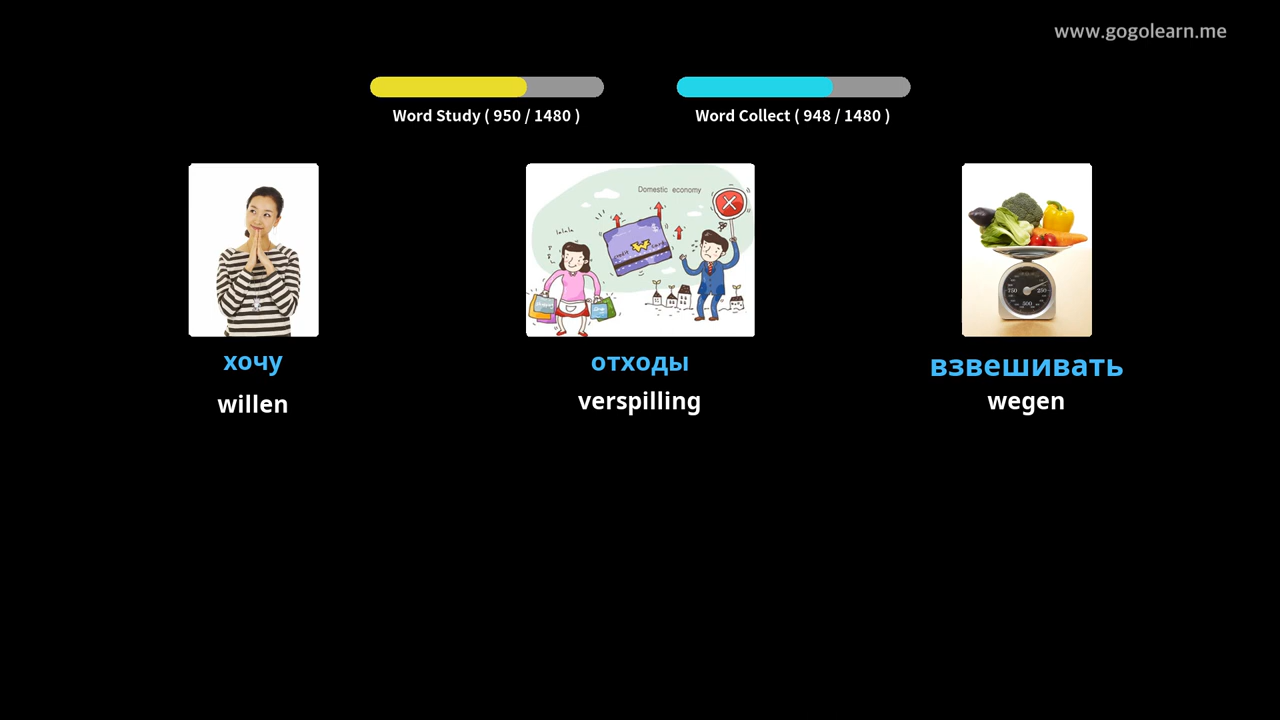 www.gogolearn.me
Word Study ( 950 / 1480 )
Word Collect ( 948 / 1480 )
Domestic economy
lalala
хочу
отходы
взвешивать
willen
verspilling
wegen